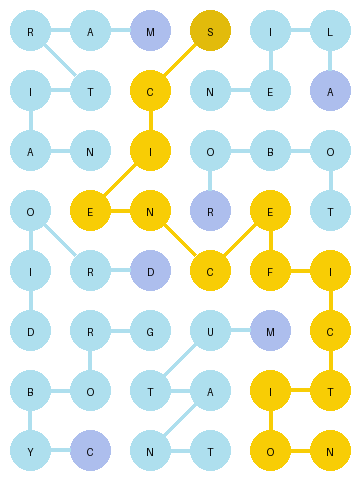 R A M S I L
I T C N E A
A N I O B O
O E N R E T
I R D C F I
D R G U M C
B O T A I T
Y C N T O N